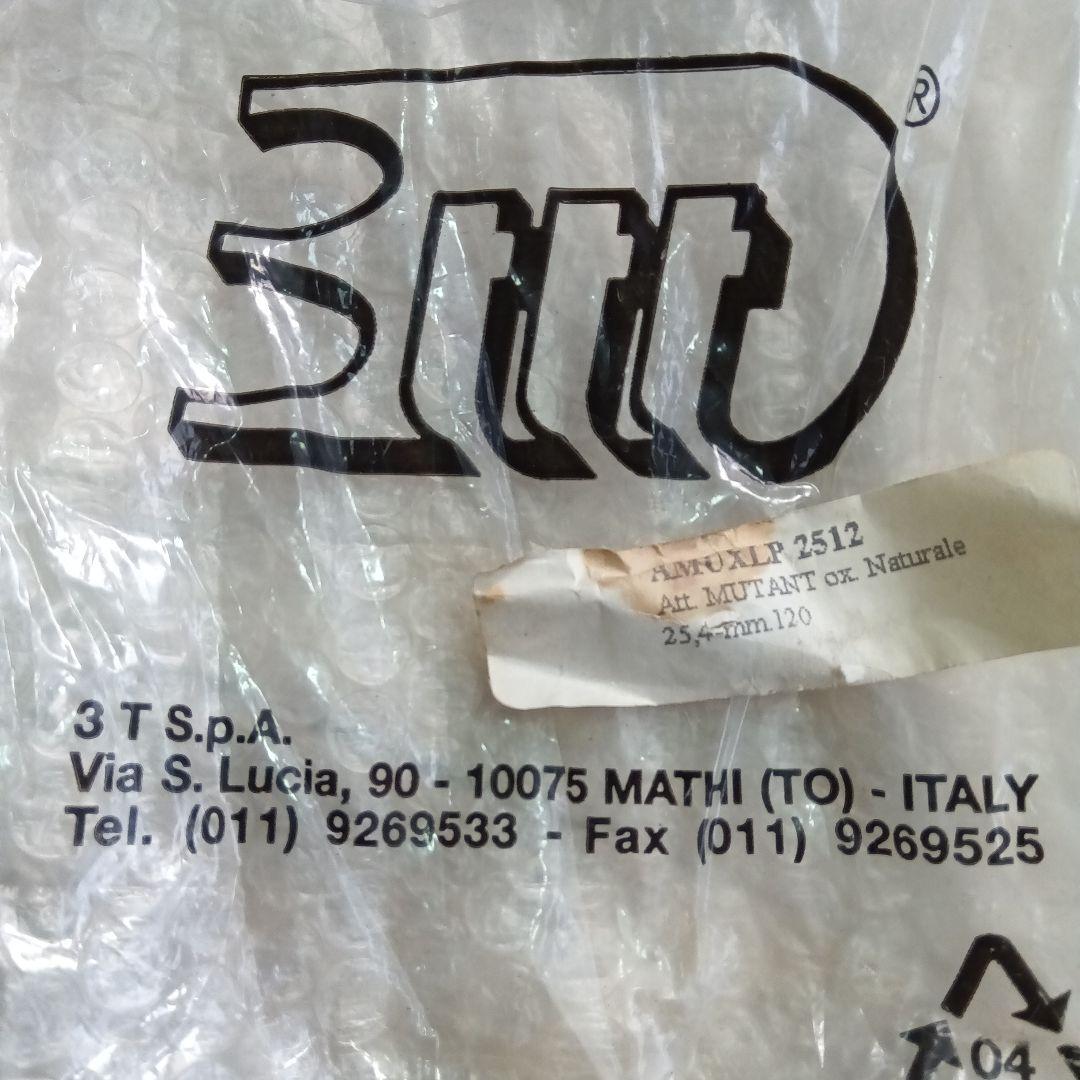 3ttt®
AMUXLP 2512
Att. MUTANT ox. Naturale
25,4-mm.120
3 T S.p.A.
Via S. Lucia, 90 - 10075 MATHI (TO) - ITALY
Tel. (011) 9269533 - Fax (011) 9269525
04